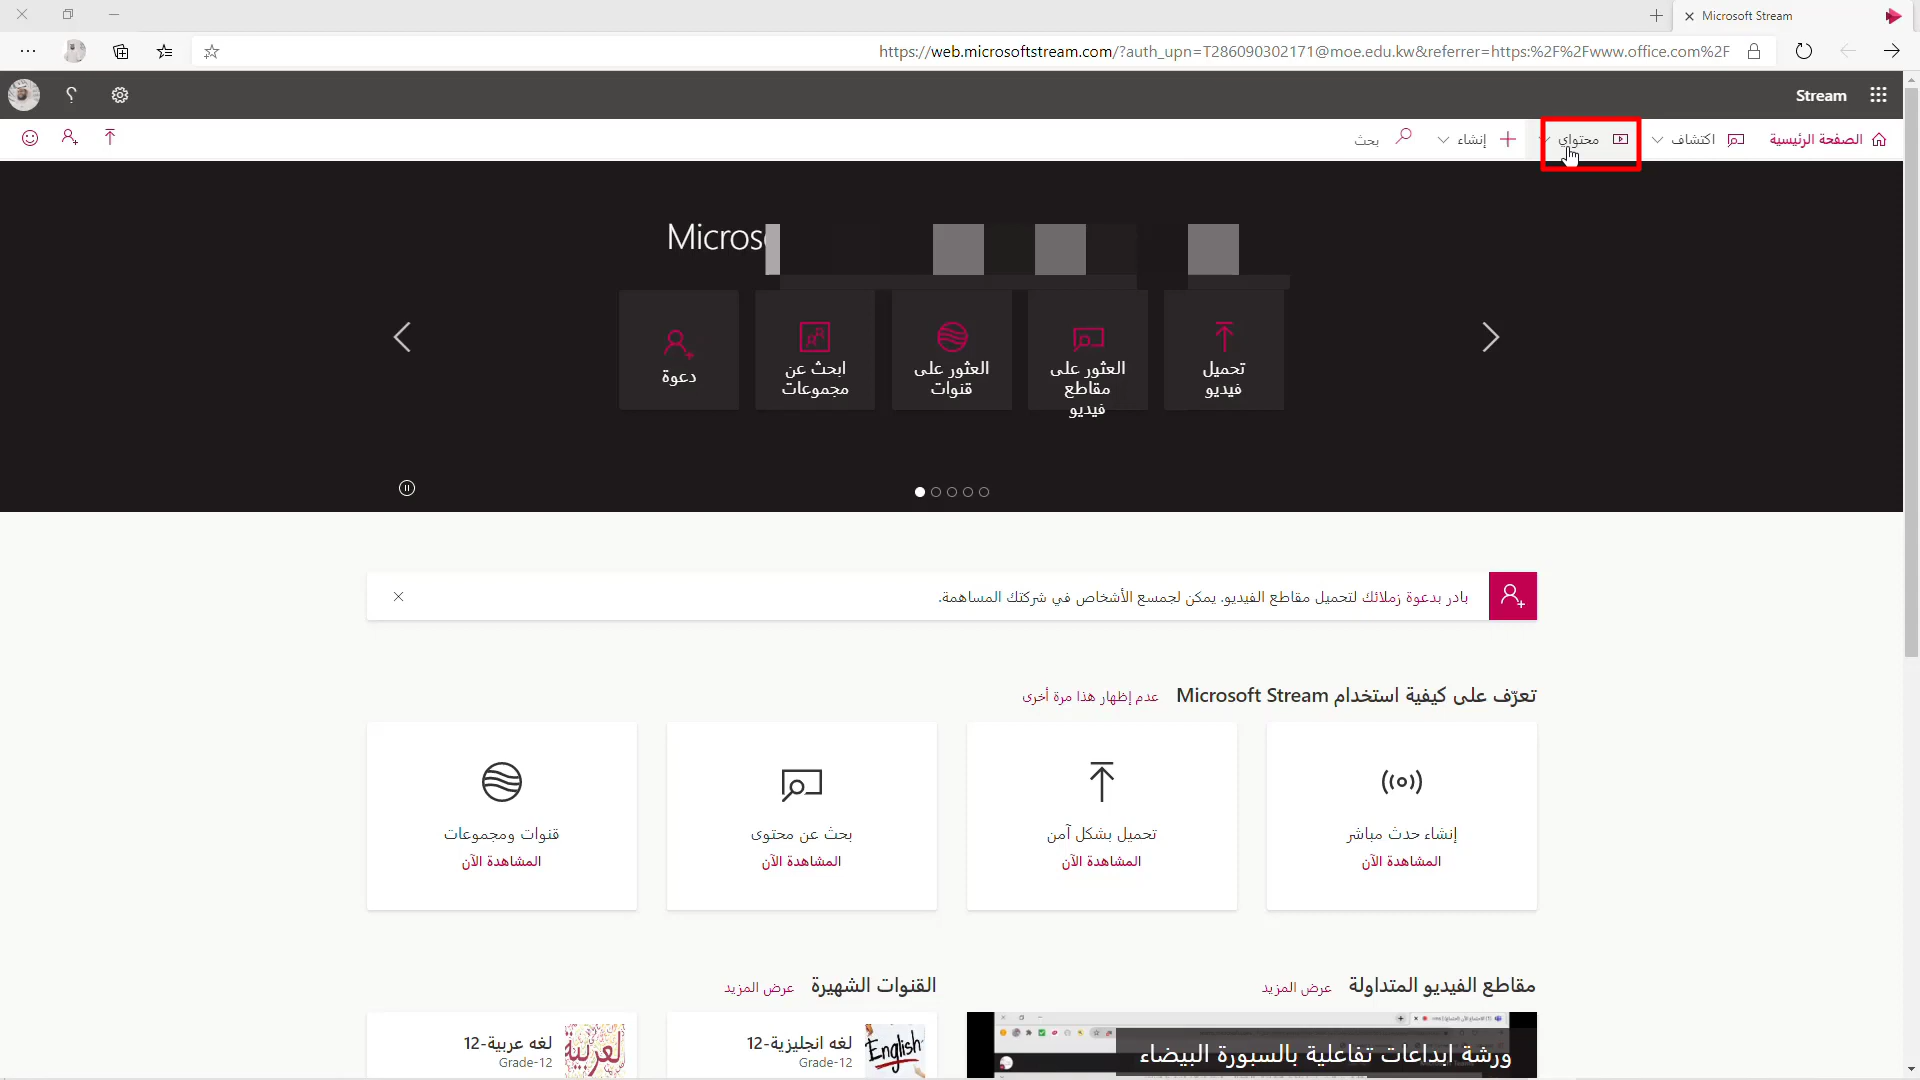 Microsoft Stream
https://web.microsoftstream.com/?auth_upn=T286090302171@moe.edu.kw&referrer=https:%2F%2Fwww.office.com%2F
Stream
الصفحة الرئيسية
اكتشاف
محتواي
إنشاء
بحث
Micros
تحميل فيديو
العثور على مقاطع فيديو
العثور على قنوات
ابحث عن مجموعات
دعوة
بادر بدعوة زملائك لتحميل مقاطع الفيديو. يمكن لجمسع الأشخاص في شركتك المساهمة.
تعرّف على كيفية استخدام Microsoft Stream عدم إظهار هذا مرة أخرى
إنشاء حدث مباشر
المشاهدة الآن
تحميل بشكل آمن
المشاهدة الآن
بحث عن محتوى
المشاهدة الآن
قنوات ومجموعات
المشاهدة الآن
مقاطع الفيديو المتداولة عرض المزيد
ورشة ابداعات تفاعلية بالسبورة البيضاء
القنوات الشهيرة عرض المزيد
English
لغه انجليزية-12
Grade-12
لغه عربية-12
Grade-12